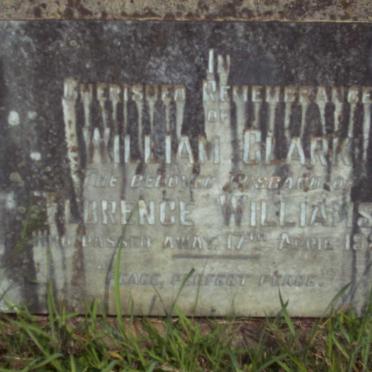 IN
CHERISHED REMEMBRANCE
OF
WILLIAM CLARK
THE BELOVED HUSBAND O
FLORENCE WILLIAMS
WHO PASSED AWAY 17TH APRIL 19
PEACE, PERFECT PEACE.